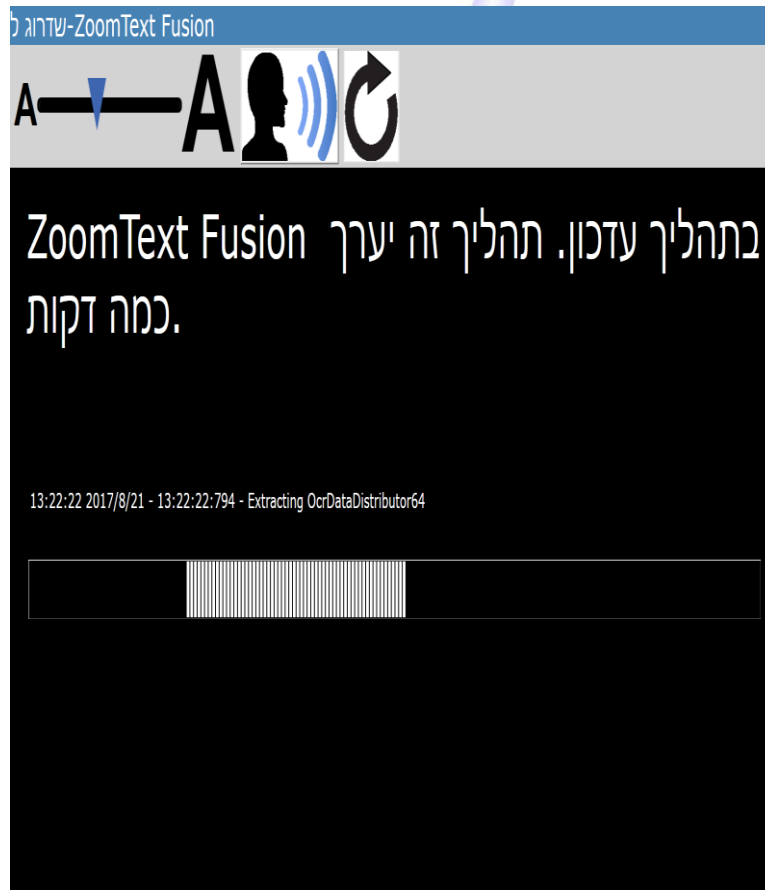 שדרוג ל-ZoomText Fusion
A A
ZoomText Fusion בתהליך עדכון. תהליך זה יערך
כמה דקות.
13:22:22 2017/8/21 - 13:22:22:794 - Extracting OcrDataDistributor64